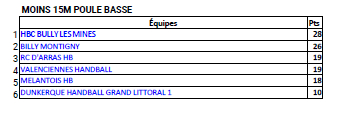 MOINS 15M POULE BASSE
Équipes Pts
1 HBC BULLY LES MINES 28
2 BILLY MONTIGNY 26
3 RC D'ARRAS HB 19
4 VALENCIENNES HANDBALL 19
5 MELANTOIS HB 18
6 DUNKERQUE HANDBALL GRAND LITTORAL 1 10